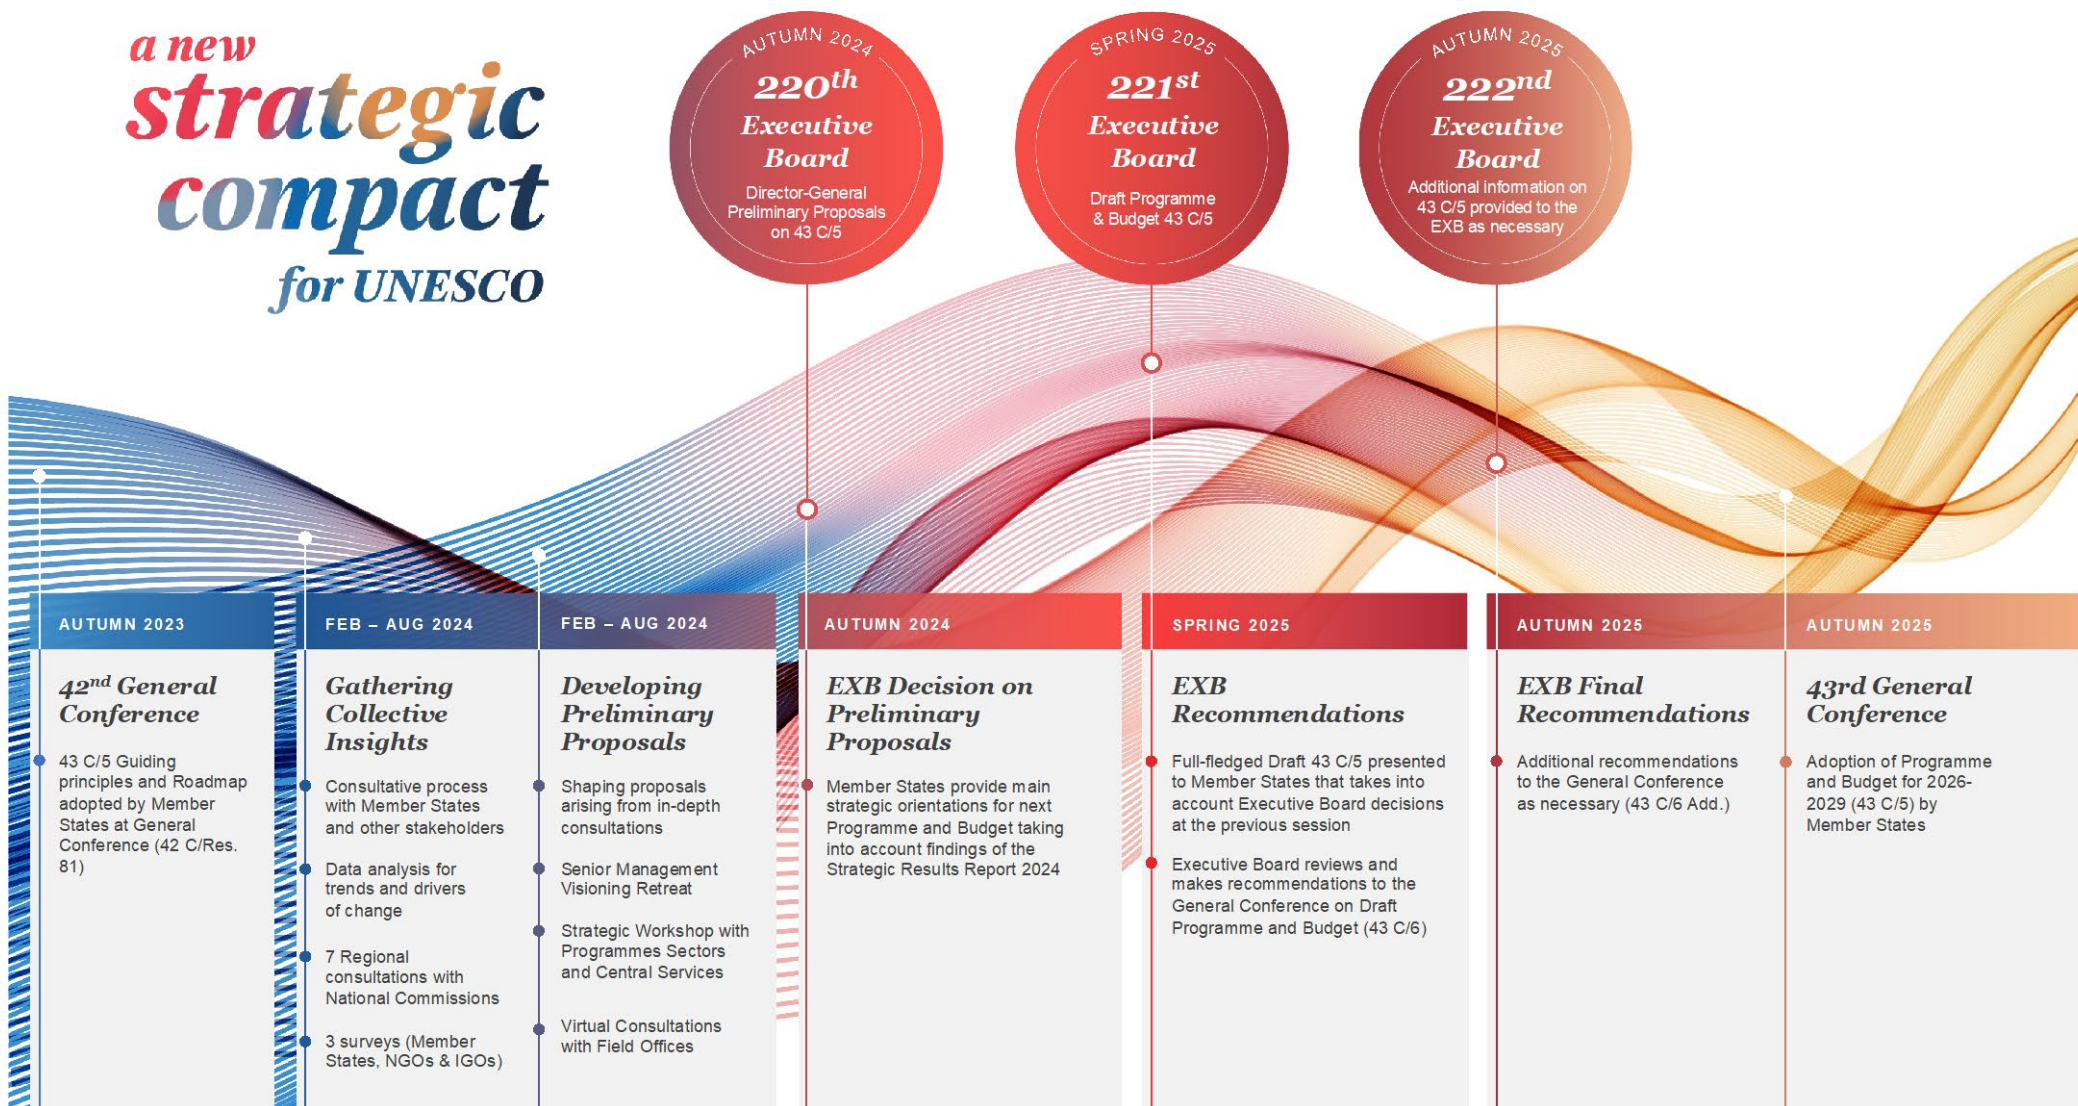 a new
strategic
compact
for UNESCO
AUTUMN 2024
220th
Executive
Board
Director-General
Preliminary Proposals
on 43 C/5
SPRING 2025
221st
Executive
Board
Draft Programme
& Budget 43 C/5
AUTUMN 2025
222nd
Executive
Board
Additional information on
43 C/5 provided to the
EXB as necessary
AUTUMN 2023
42nd General
Conference
43 C/5 Guiding
principles and Roadmap
adopted by Member
States at General
Conference (42 C/Res.
81)
FEB – AUG 2024
Gathering
Collective
Insights
Consultative process
with Member States
and other stakeholders
Data analysis for
trends and drivers
of change
7 Regional
consultations with
National Commissions
3 surveys (Member
States, NGOs & IGOs)
FEB – AUG 2024
Developing
Preliminary
Proposals
Shaping proposals
arising from in-depth
consultations
Senior Management
Visioning Retreat
Strategic Workshop with
Programmes Sectors
and Central Services
Virtual Consultations
with Field Offices
AUTUMN 2024
EXB Decision on
Preliminary
Proposals
Member States provide main
strategic orientations for next
Programme and Budget taking
into account findings of the
Strategic Results Report 2024
SPRING 2025
EXB
Recommendations
Full-fledged Draft 43 C/5 presented
to Member States that takes into
account Executive Board decisions
at the previous session
Executive Board reviews and
makes recommendations to the
General Conference on Draft
Programme and Budget (43 C/6)
AUTUMN 2025
EXB Final
Recommendations
Additional recommendations
to the General Conference
as necessary (43 C/6 Add.)
AUTUMN 2025
43rd General
Conference
Adoption of Programme
and Budget for 2026-
2029 (43 C/5) by
Member States